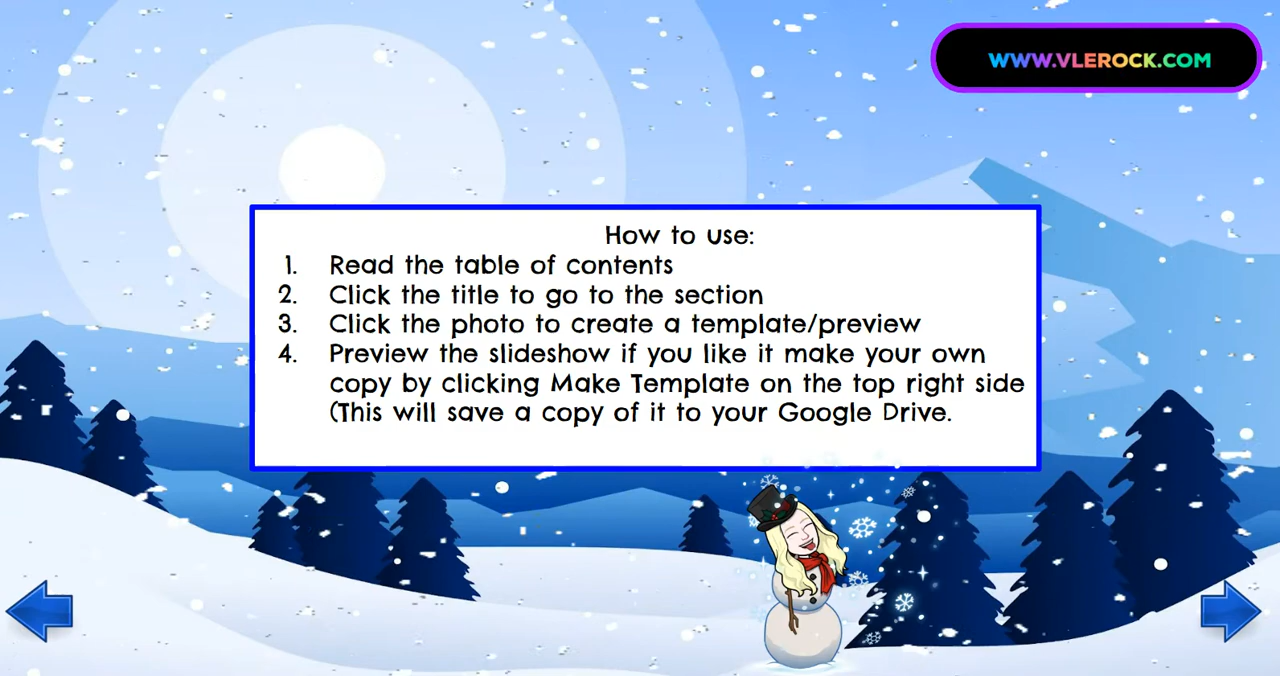 WWW.VLEROCK.COM
How to use:
1. Read the table of contents
2. Click the title to go to the section
3. Click the photo to create a template/preview
4. Preview the slideshow if you like it make your own
copy by clicking Make Template on the top right side
(This will save a copy of it to your Google Drive.